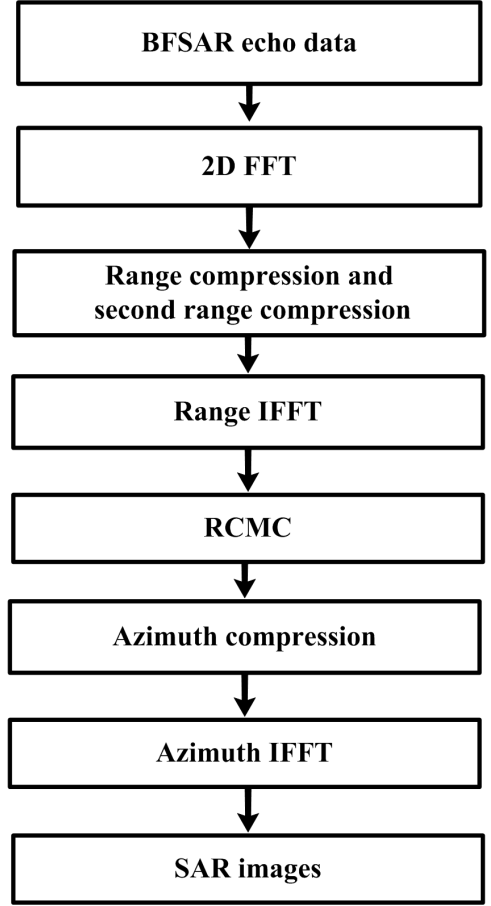 BFSAR echo data
2D FFT
Range compression and
second range compression
Range IFFT
RCMC
Azimuth compression
Azimuth IFFT
SAR images